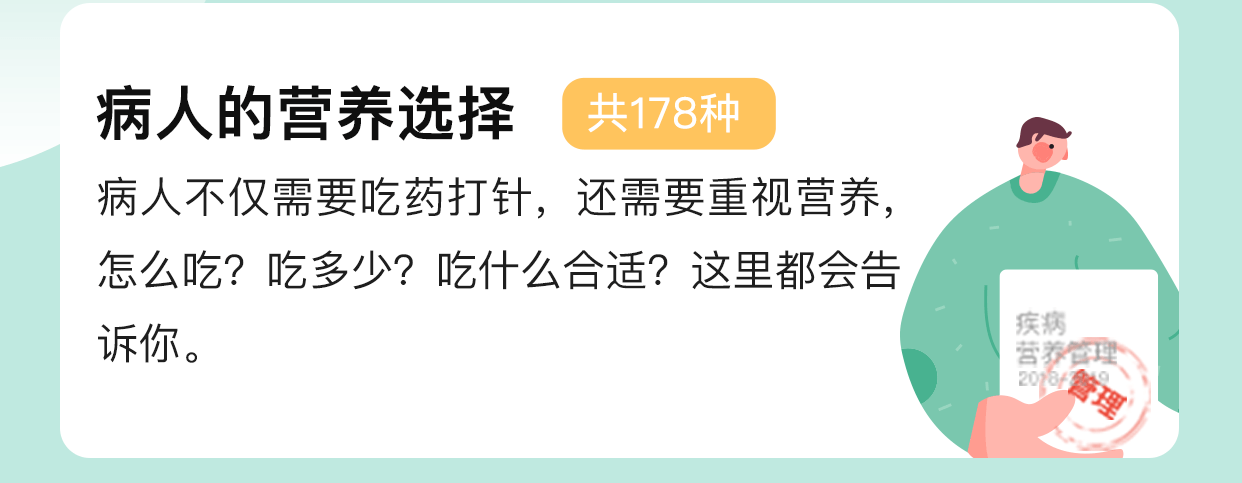 病人的营养选择 共178种
病人不仅需要吃药打针，还需要重视营养，
怎么吃？吃多少？吃什么合适？这里都会告
诉你。
疾病
营养管理
2018-2019
管理